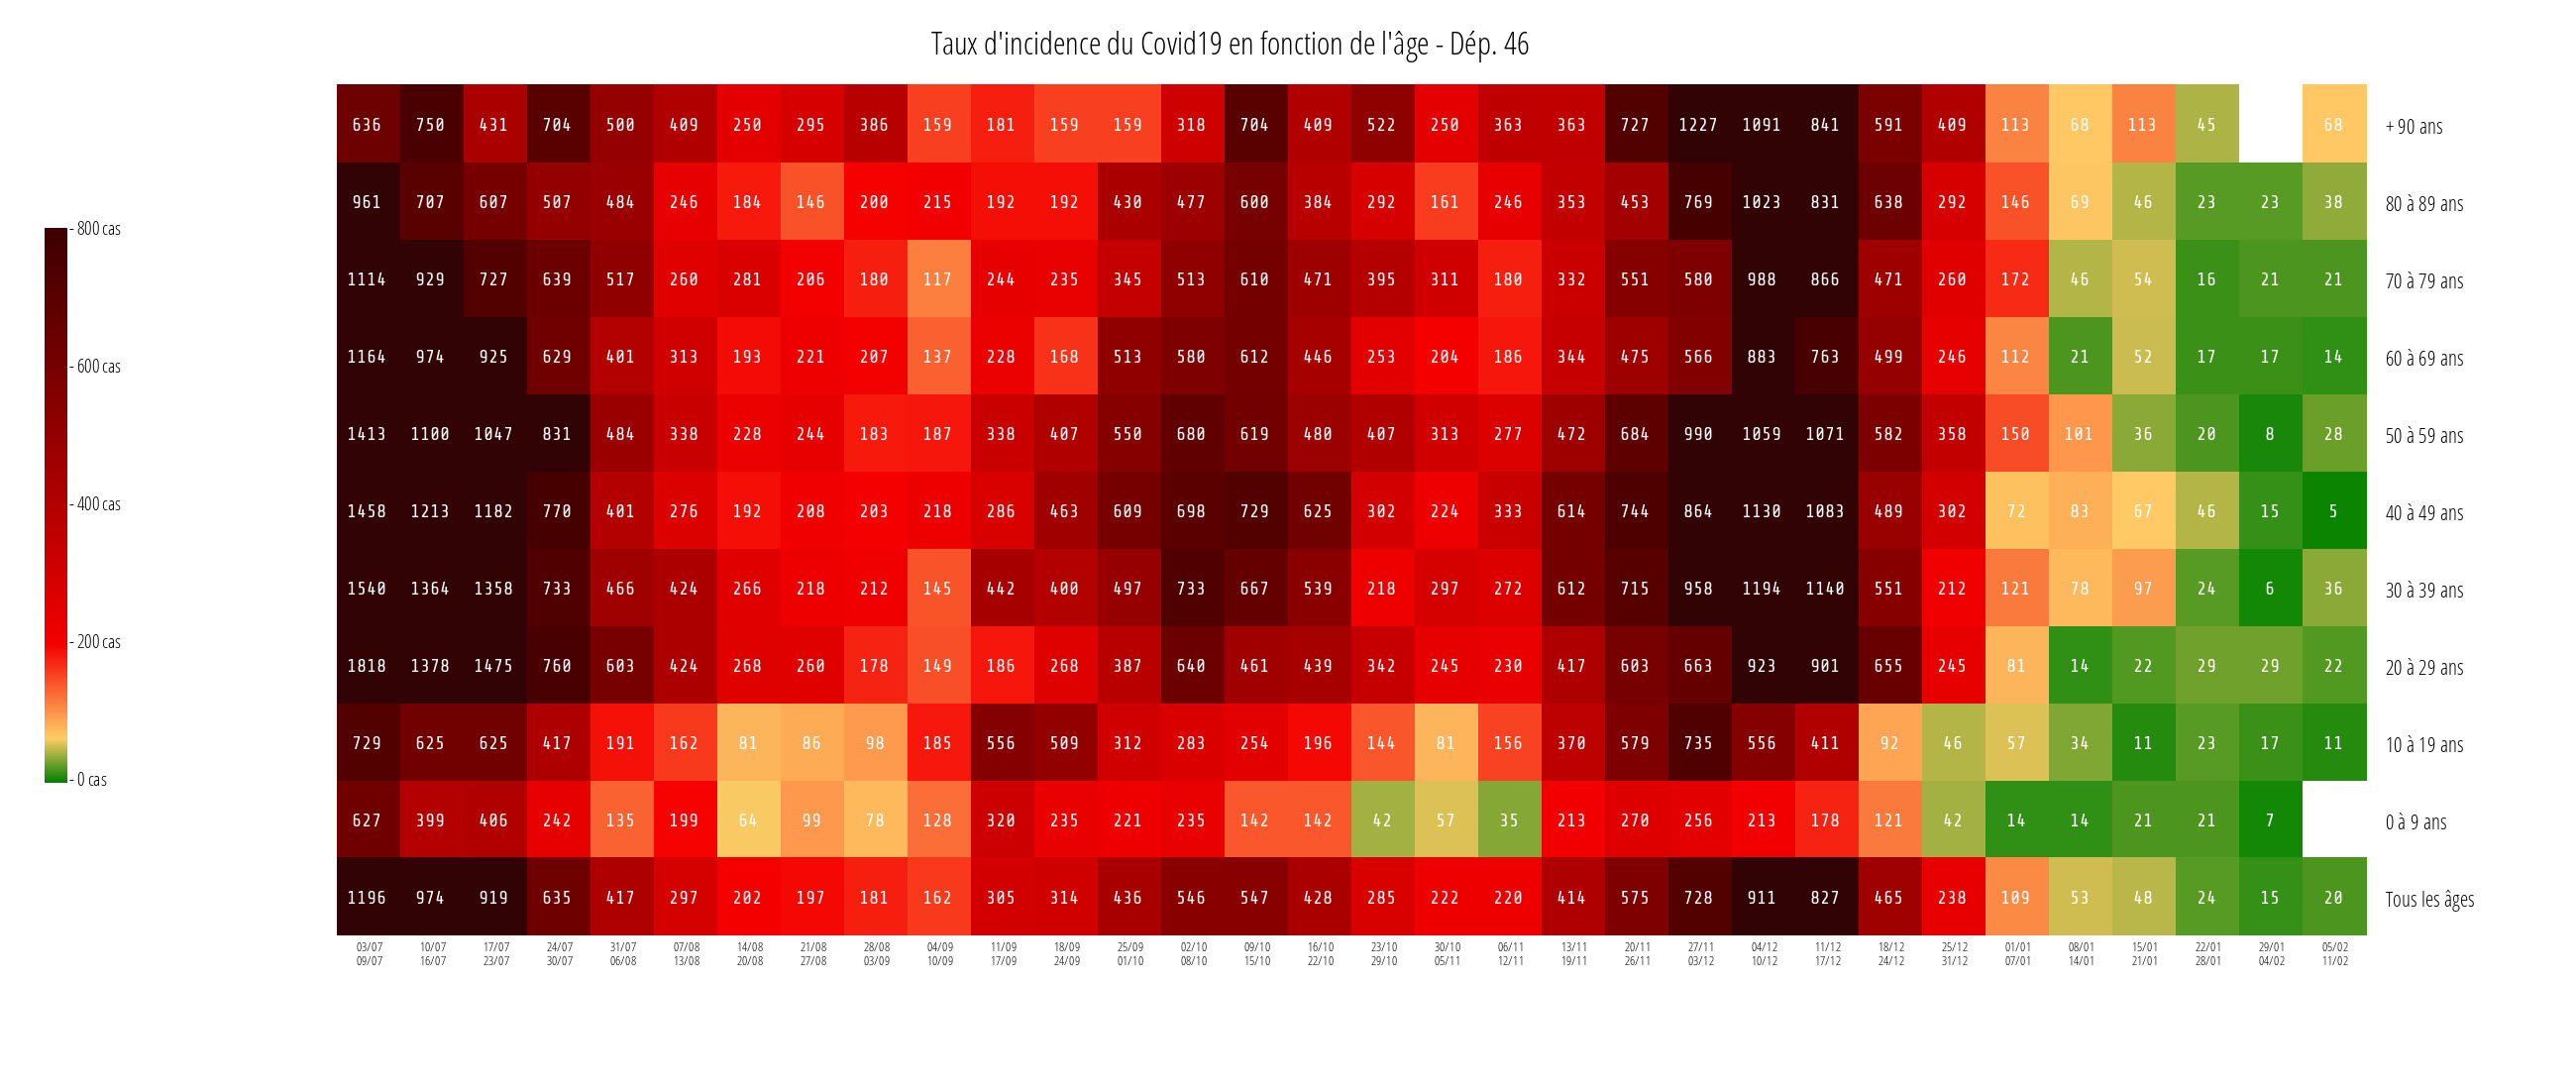 Taux d'incidence du Covid19 en fonction de l'âge - Dép. 46
- 800 cas
- 600 cas
- 400 cas
- 200 cas
- 0 cas
636 750 431 704 500 409 250 295 386 159 181 159 159 318 704 409 522 250 363 363 727 1227 1091 841 591 409 113 68 113 45 68 + 90 ans
961 707 607 507 484 246 184 146 200 215 192 192 430 477 600 384 292 161 246 353 453 769 1023 831 638 292 146 69 46 23 23 38 80 à 89 ans
1114 929 727 639 517 260 281 206 180 117 244 235 345 513 610 471 395 311 180 332 551 580 988 866 471 260 172 46 54 16 21 21 70 à 79 ans
1164 974 925 629 401 313 193 221 207 137 228 168 513 580 612 446 253 204 186 344 475 566 883 763 499 246 112 21 52 17 17 14 60 à 69 ans
1413 1100 1047 831 484 338 228 244 183 187 338 407 550 680 619 480 407 313 277 472 684 990 1059 1071 582 358 150 101 36 20 8 28 50 à 59 ans
1458 1213 1182 770 401 276 192 208 203 218 286 463 609 698 729 625 302 224 333 614 744 864 1130 1083 489 302 72 83 67 46 15 5 40 à 49 ans
1540 1364 1358 733 466 424 266 218 212 145 442 400 497 733 667 539 218 297 272 612 715 958 1194 1140 551 212 121 78 97 24 6 36 30 à 39 ans
1818 1378 1475 760 603 424 268 260 178 149 186 268 387 640 461 439 342 245 230 417 603 663 923 901 655 245 81 14 22 29 29 22 20 à 29 ans
729 625 625 417 191 162 81 86 98 185 556 509 312 283 254 196 144 81 156 370 579 735 556 411 92 46 57 34 11 23 17 11 10 à 19 ans
627 399 406 242 135 199 64 99 78 128 320 235 221 235 142 142 42 57 35 213 270 256 213 178 121 42 14 14 21 21 7 0 à 9 ans
1196 974 919 635 417 297 202 197 181 162 305 314 436 546 547 428 285 222 220 414 575 728 911 827 465 238 109 53 48 24 15 20 Tous les âges
03/07 10/07 17/07 24/07 31/07 07/08 14/08 21/08 28/08 04/09 11/09 18/09 25/09 02/10 09/10 16/10 23/10 30/10 06/11 13/11 20/11 27/11 04/12 11/12 18/12 25/12 01/01 08/01 15/01 22/01 29/01 05/02
09/07 16/07 23/07 30/07 06/08 13/08 20/08 27/08 03/09 10/09 17/09 24/09 01/10 08/10 15/10 22/10 29/10 05/11 12/11 19/11 26/11 03/12 10/12 17/12 24/12 31/12 07/01 14/01 21/01 28/01 04/02 11/02